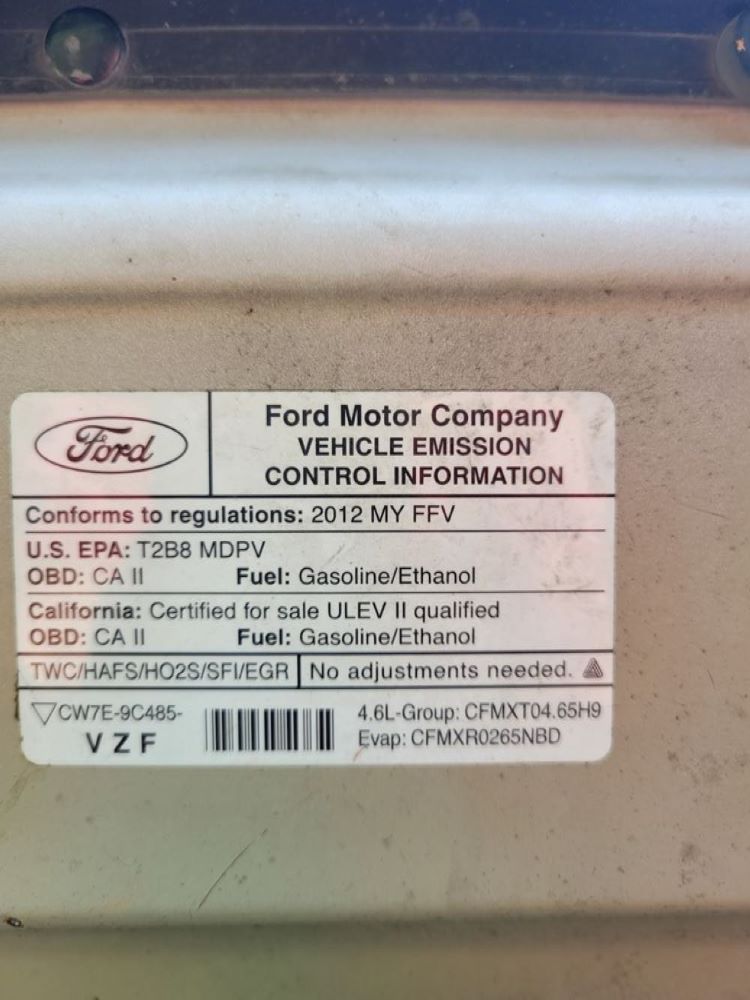 Ford
Ford Motor Company
VEHICLE EMISSION
CONTROL INFORMATION
Conforms to regulations: 2012 MY FFV
U.S. EPA: T2B8 MDPV
OBD: CA II Fuel: Gasoline/Ethanol
California: Certified for sale ULEV II qualified
OBD: CA II Fuel: Gasoline/Ethanol
TWC/HAFS/HO2S/SFI/EGR No adjustments needed.
CW7E-9C485-
V Z F
4.6L-Group: CFMXT04.65H9
Evap: CFMXR0265NBD